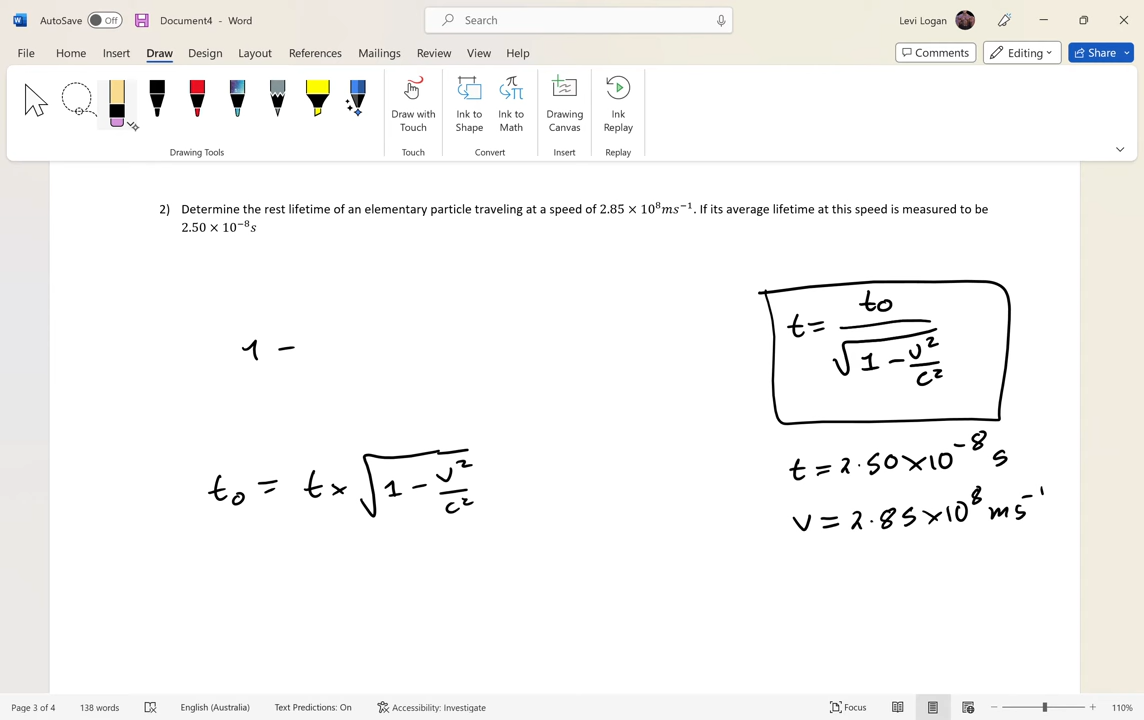 AutoSave Off Document4 - Word Search Levi Logan
File Home Insert Draw Design Layout References Mailings Review View Help Comments Editing Share
Draw with Touch Ink to Shape Ink to Math Drawing Canvas Ink Replay
Drawing Tools Touch Convert Insert Replay
2) Determine the rest lifetime of an elementary particle traveling at a speed of 2.85 × 10⁸ms⁻¹. If its average lifetime at this speed is measured to be
2.50 × 10⁻⁸s
t = t₀ / √(1 - v²/c²)
1 -
t = 2.50 × 10⁻⁸ s
t₀ = t × √(1 - v²/c²)
v = 2.85 × 10⁸ ms⁻¹
Page 3 of 4 138 words English (Australia) Text Predictions: On Accessibility: Investigate Focus 110%